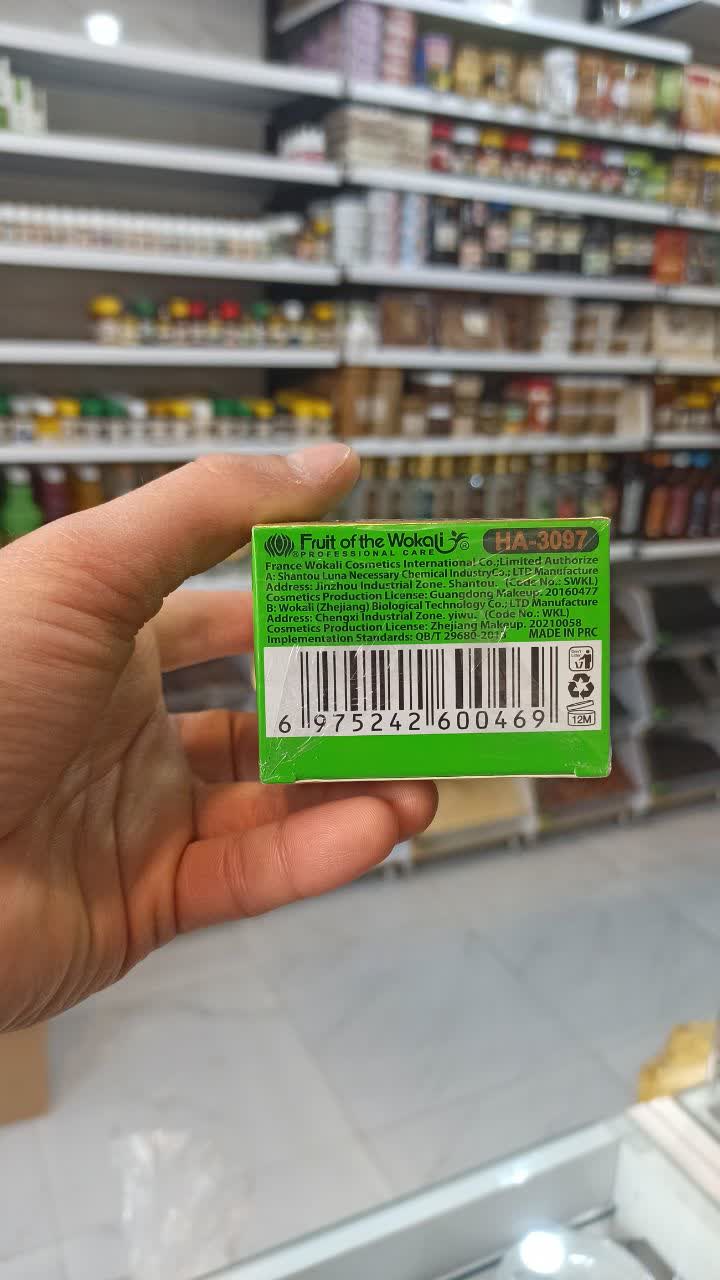 Fruit of the Wokali ®
PROFESSIONAL CARE
HA-3097
France Wokali Cosmetics International Co.;Limited Authorize
A: Shantou Luna Necessary Chemical IndustryCo.; LTD Manufacture
Address: Jinzhou Industrial Zone. Shantou. (Code No.: SWKL)
Cosmetics Production License: Guangdong Makeup. 20160477
B: Wokali (Zhejiang) Biological Technology Co.; LTD Manufacture
Address: Chengxi Industrial Zone. yiwu. (Code No.: WKL)
Cosmetics Production License: Zhejiang Makeup. 20210058
Implementation Standards: QB/T 29680-2013 MADE IN PRC
6 975242 600469
12M